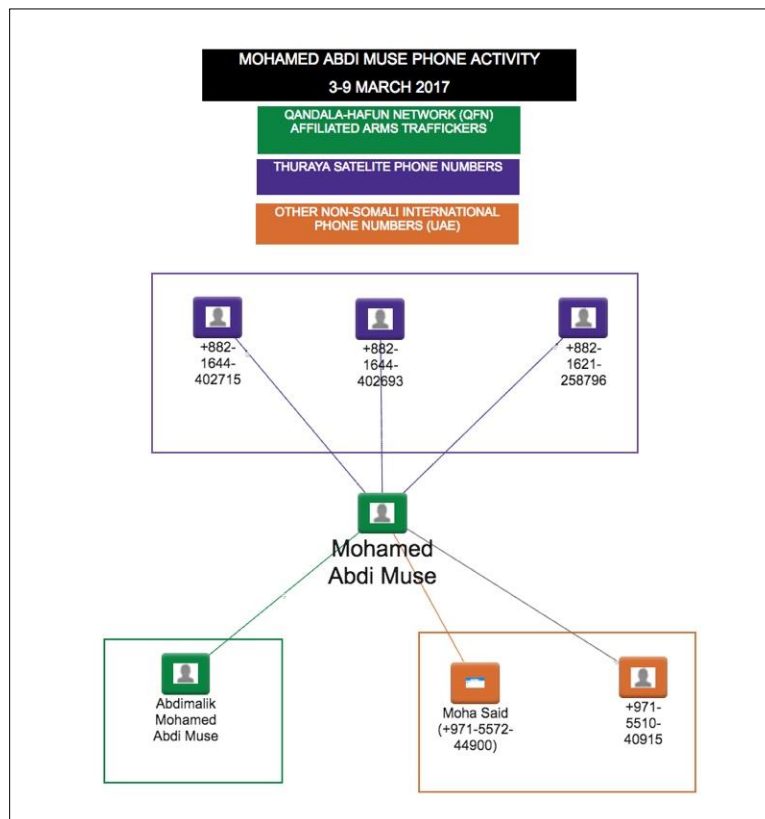 MOHAMED ABDI MUSE PHONE ACTIVITY
3-9 MARCH 2017
QANDALA-HAFUN NETWORK (QFN)
AFFILIATED ARMS TRAFFICKERS
THURAYA SATELITE PHONE NUMBERS
OTHER NON-SOMALI INTERNATIONAL
PHONE NUMBERS (UAE)
+882-
1644-
402715
+882-
1644-
402693
+882-
1621-
258796
Mohamed
Abdi Muse
Abdimalik
Mohamed
Abdi Muse
Moha Said
(+971-5572-
44900)
+971-
5510-
40915